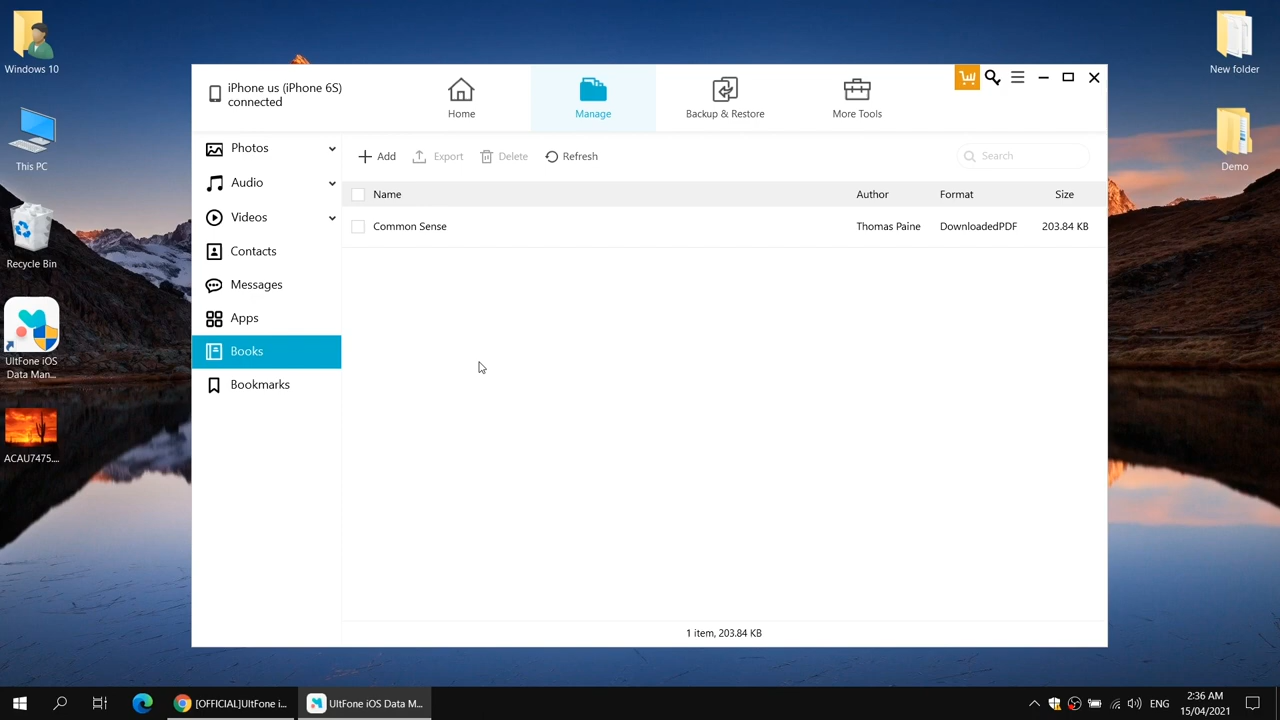 Windows 10
This PC
Recycle Bin
UltFone iOS
Data Man...
ACAU7475....
New folder
Demo
iPhone us (iPhone 6S)
connected
Home
Manage
Backup & Restore
More Tools
Photos
Audio
Videos
Contacts
Messages
Apps
Books
Bookmarks
Add
Export
Delete
Refresh
Search
Name Author Format Size
Common Sense Thomas Paine DownloadedPDF 203.84 KB
1 item, 203.84 KB
[OFFICIAL]UltFone i...
UltFone iOS Data M...
ENG
2:36 AM
15/04/2021